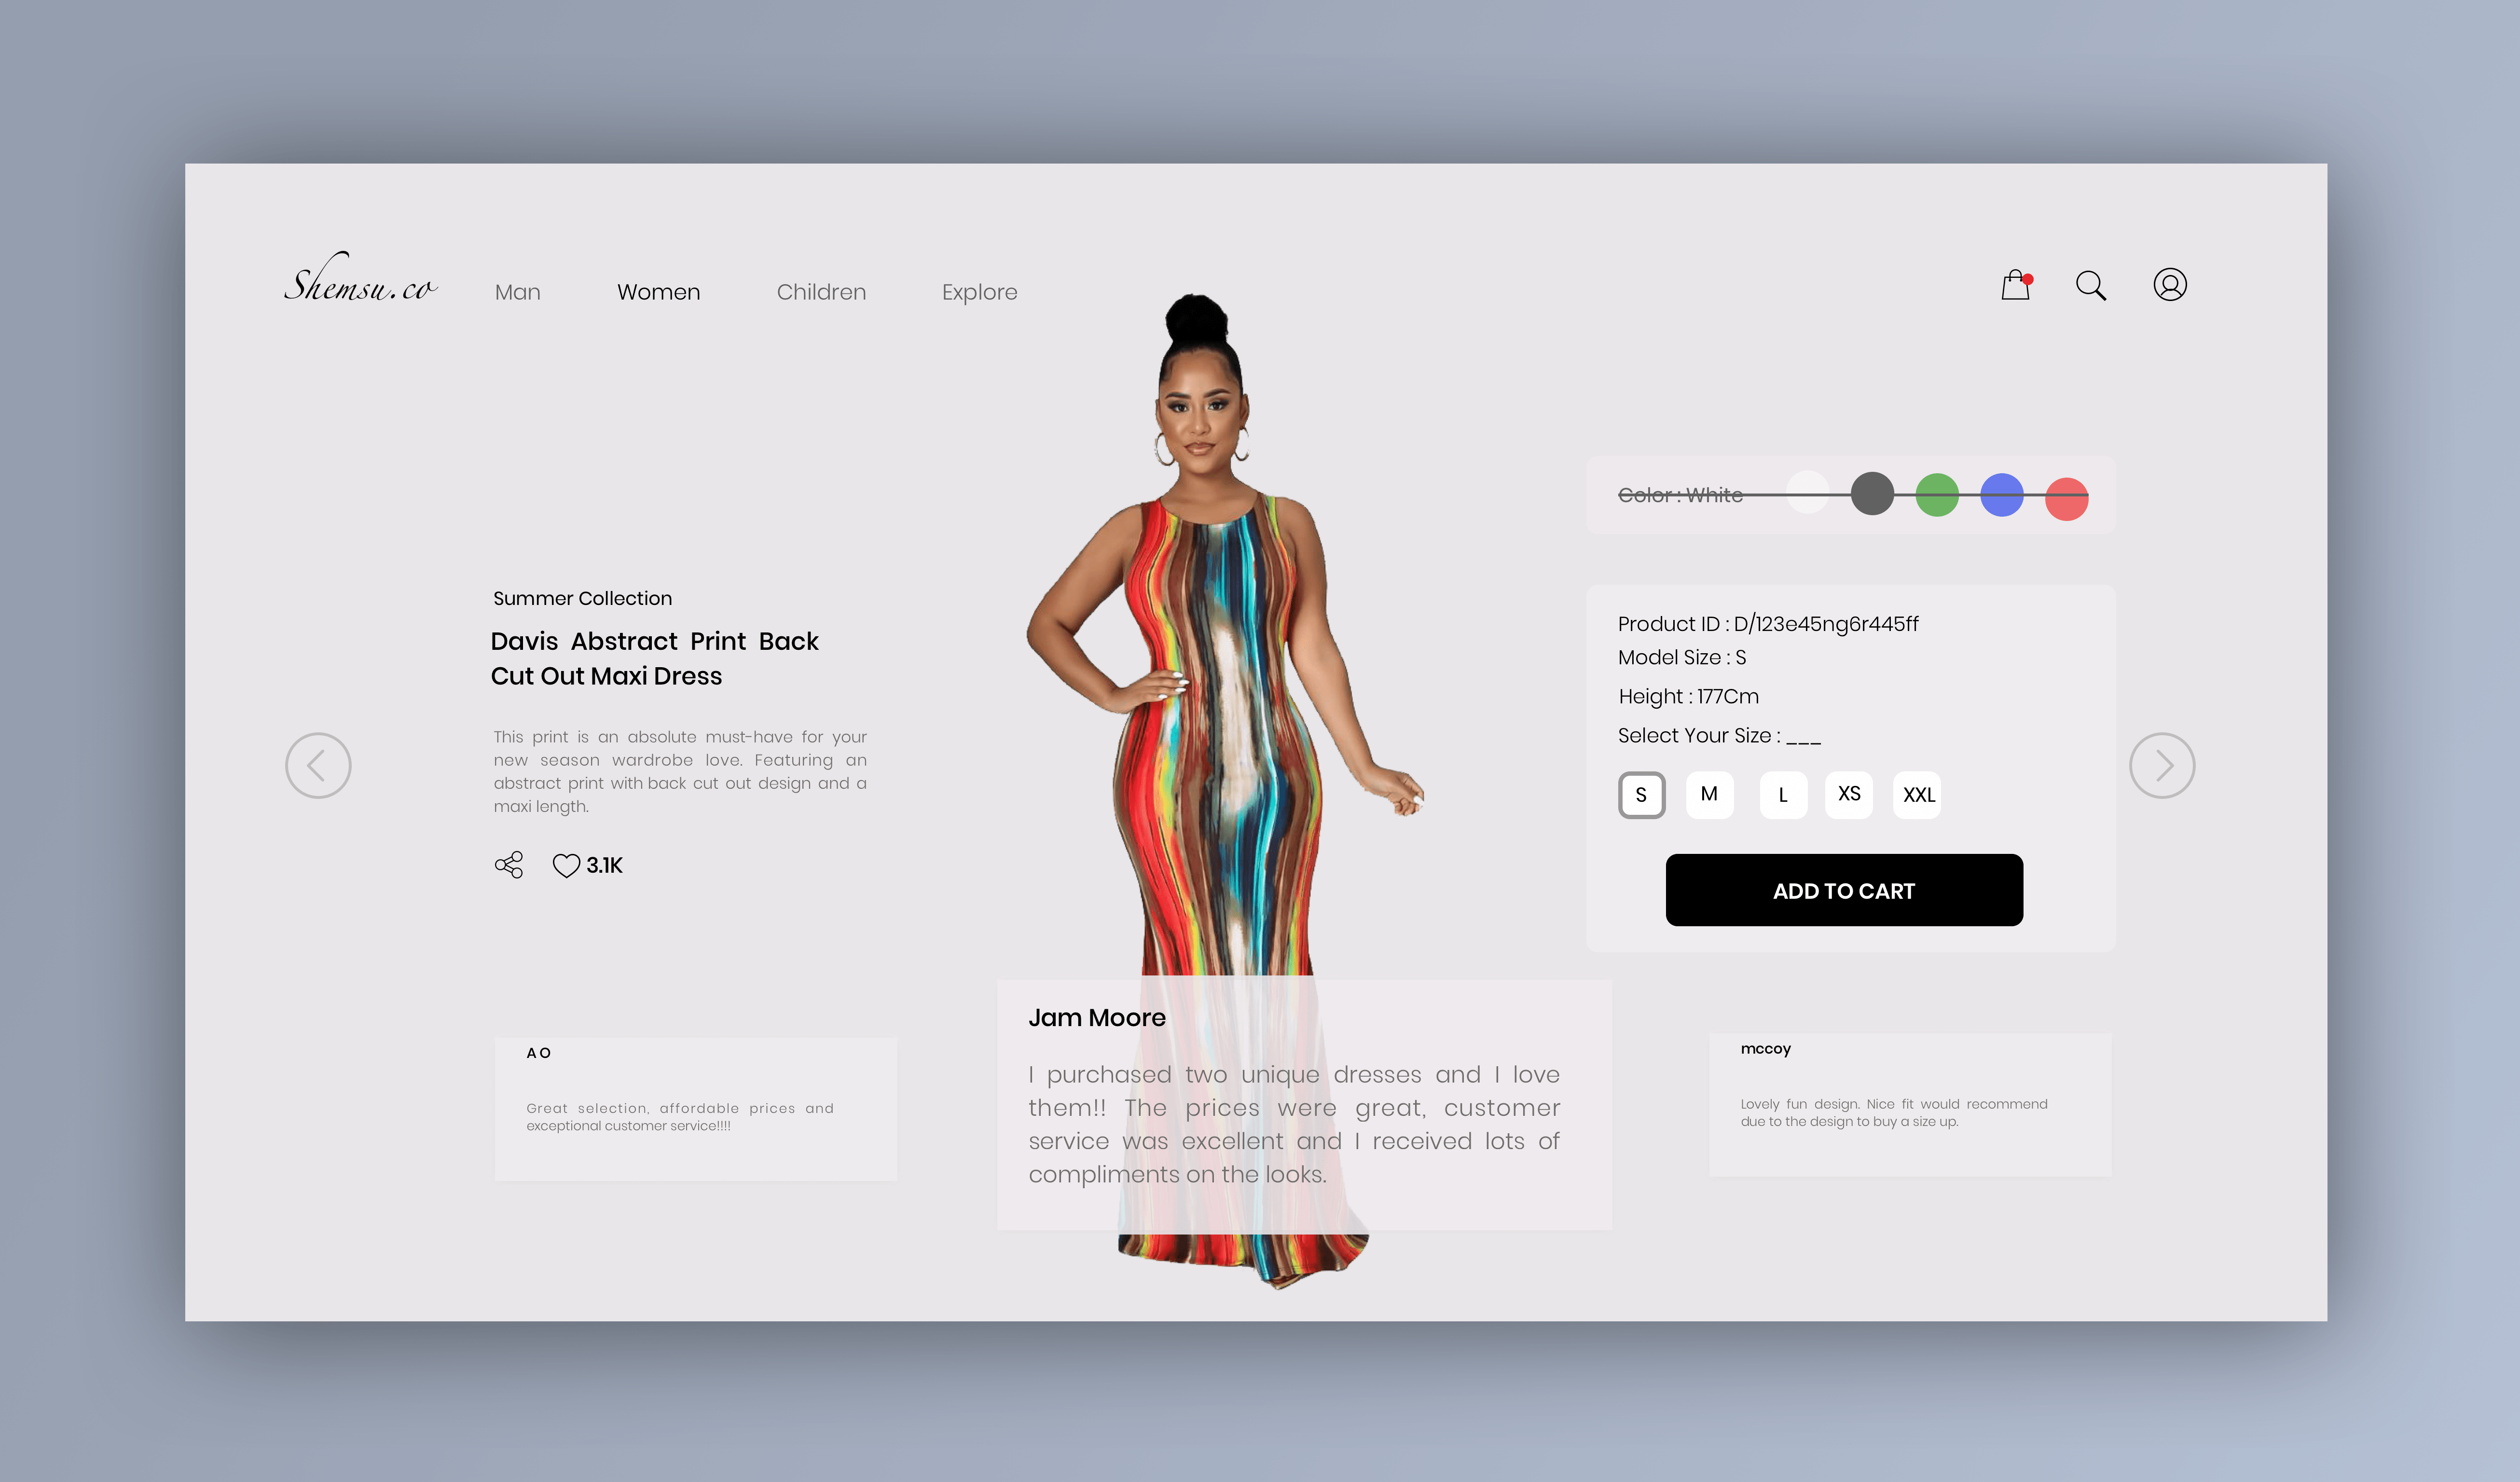 Shemsu.co
Man Women Children Explore
Color : White
Summer Collection
Davis Abstract Print Back
Cut Out Maxi Dress
This print is an absolute must-have for your
new season wardrobe love. Featuring an
abstract print with back cut out design and a
maxi length.
3.1K
Product ID : D/123e45ng6r445ff
Model Size : S
Height : 177Cm
Select Your Size : ___
S M L XS XXL
ADD TO CART
A O
Great selection, affordable prices and
exceptional customer service!!!!
Jam Moore
I purchased two unique dresses and I love
them!! The prices were great, customer
service was excellent and I received lots of
compliments on the looks.
mccoy
Lovely fun design. Nice fit would recommend
due to the design to buy a size up.